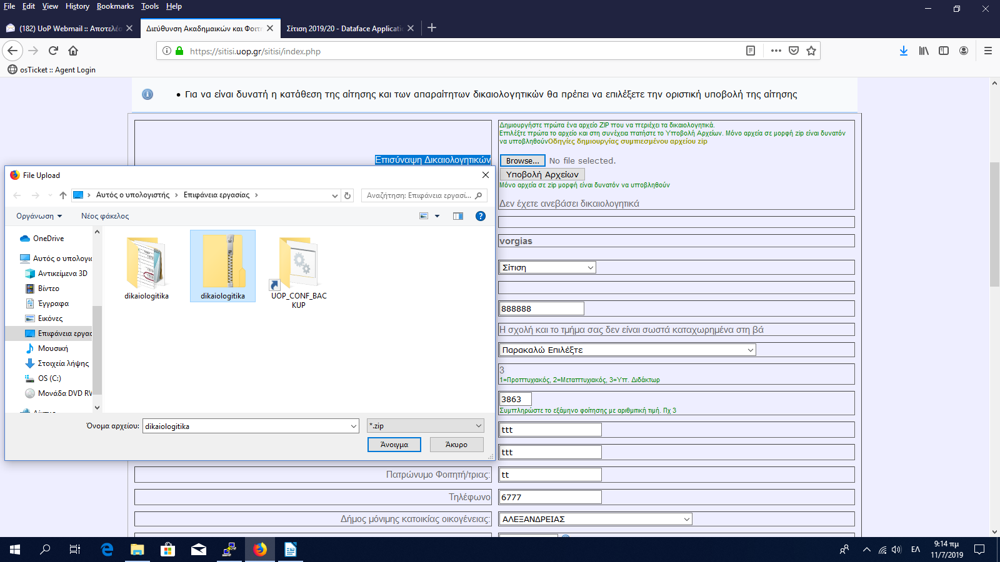 File Edit View History Bookmarks Tools Help
(182) UoP Webmail :: Αποτελέσ
Διεύθυνση Ακαδημαικών και Φοιτη
Σίτιση 2019/20 - Dataface Applicatio
https://sitisi.uop.gr/sitisi/index.php
osTicket :: Agent Login
Για να είναι δυνατή η κατάθεση της αίτησης και των απαραίτητων δικαιολογητικών θα πρέπει να επιλέξετε την οριστική υποβολή της αίτησης
Δημιουργήστε πρώτα ένα αρχείο ZIP που να περιέχει τα δικαιολογητικά.
Επιλέξτε πρώτα το αρχείο και στη συνέχεια πατήστε το Υποβολή Αρχείων. Μόνο αρχεία σε μορφή zip είναι δυνατόν
να υποβληθούνΟδηγίες δημιουργίας συμπιεσμένου αρχείου zip
Επισύναψη Δικαιολογητικών
Browse... No file selected.
Υποβολή Αρχείων
Μόνο αρχεία σε zip μορφή είναι δυνατόν να υποβληθούν
Δεν έχετε ανεβάσει δικαιολογητικά
File Upload
Αυτός ο υπολογιστής > Επιφάνεια εργασίας >
Αναζήτηση: Επιφάνεια εργασί...
Οργάνωση Νέος φάκελος
OneDrive
Αυτός ο υπολογισ
Αντικείμενα 3D
Βίντεο
Έγγραφα
Εικόνες
Επιφάνεια εργασ
Μουσική
Στοιχεία λήψης
OS (C:)
Μονάδα DVD RW
dikaiologitika
dikaiologitika
UOP_CONF_BACKUP
Όνομα αρχείου: dikaiologitika *.zip
Άνοιγμα Άκυρο
vorgias
Σίτιση
888888
Η σχολή και το τμήμα σας δεν είναι σωστά καταχωρημένα στη βά
Παρακαλώ Επιλέξτε
3
1=Προπτυχιακός, 2=Μεταπτυχιακός, 3=Υπ. Διδάκτωρ
3863
Συμπληρώστε το εξάμηνο φοίτησης με αριθμιτική τιμή. Πχ 3
ttt
ttt
Πατρώνυμο Φοιτητή/τριας: tt
Τηλέφωνο 6777
Δήμος μόνιμης κατοικίας οικογένειας: ΑΛΕΞΑΝΔΡΕΙΑΣ
ΕΛ
9:14 πμ
11/7/2019